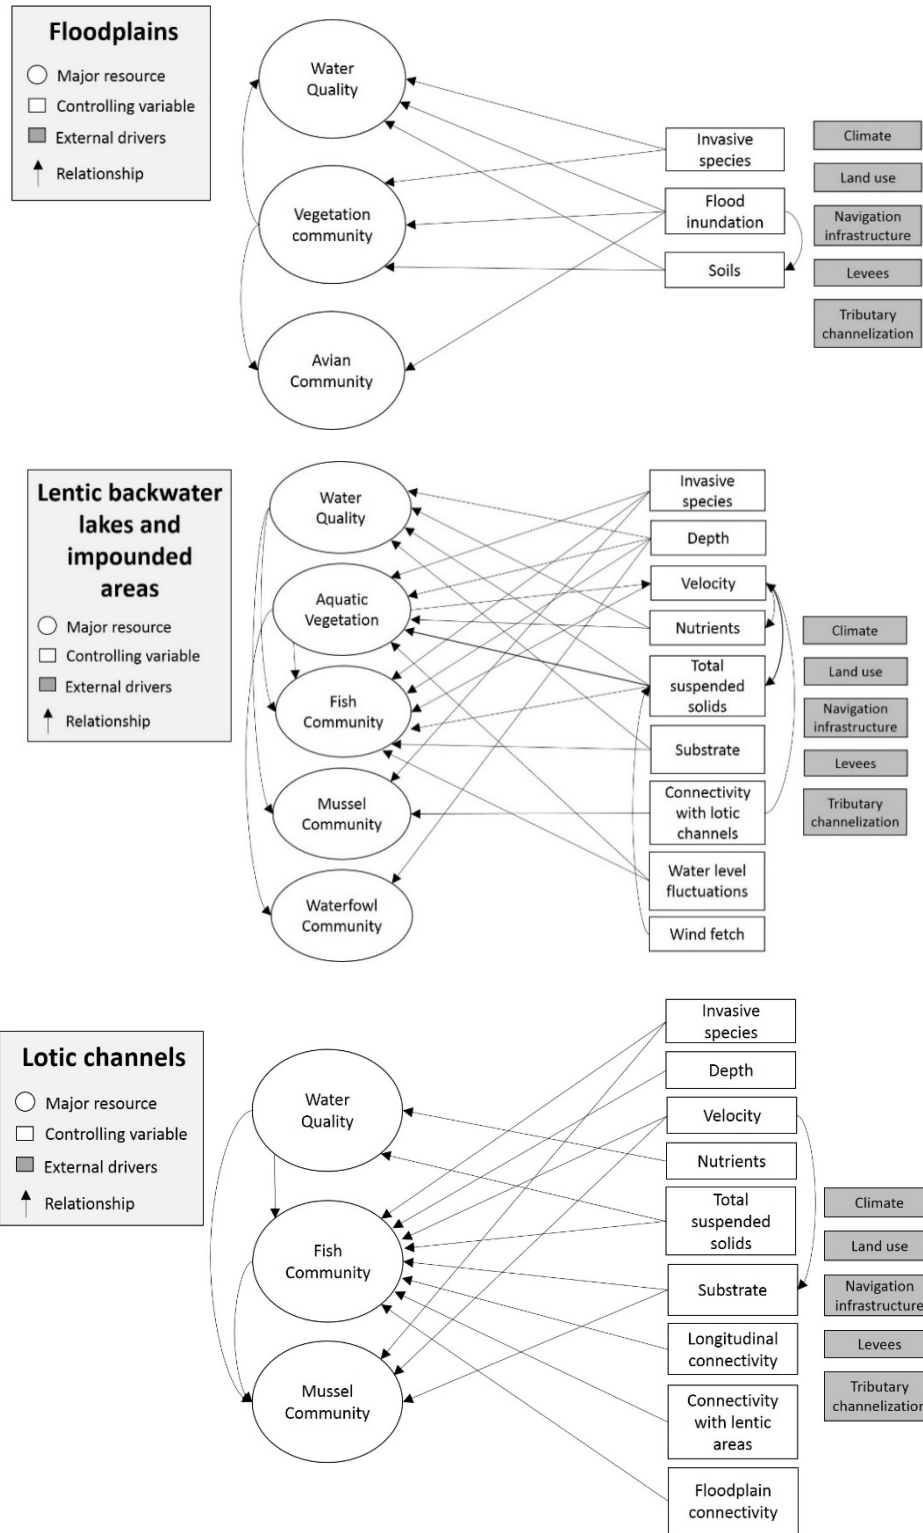 Floodplains
Major resource
Controlling variable
External drivers
Relationship
Water
Quality
Vegetation
community
Avian
Community
Invasive
species
Flood
inundation
Soils
Climate
Land use
Navigation
infrastructure
Levees
Tributary
channelization
Lentic backwater
lakes and
impounded
areas
Major resource
Controlling variable
External drivers
Relationship
Water
Quality
Aquatic
Vegetation
Fish
Community
Mussel
Community
Waterfowl
Community
Invasive
species
Depth
Velocity
Nutrients
Total
suspended
solids
Substrate
Connectivity
with lotic
channels
Water level
fluctuations
Wind fetch
Climate
Land use
Navigation
infrastructure
Levees
Tributary
channelization
Lotic channels
Major resource
Controlling variable
External drivers
Relationship
Water
Quality
Fish
Community
Mussel
Community
Invasive
species
Depth
Velocity
Nutrients
Total
suspended
solids
Substrate
Longitudinal
connectivity
Connectivity
with lentic
areas
Floodplain
connectivity
Climate
Land use
Navigation
infrastructure
Levees
Tributary
channelization